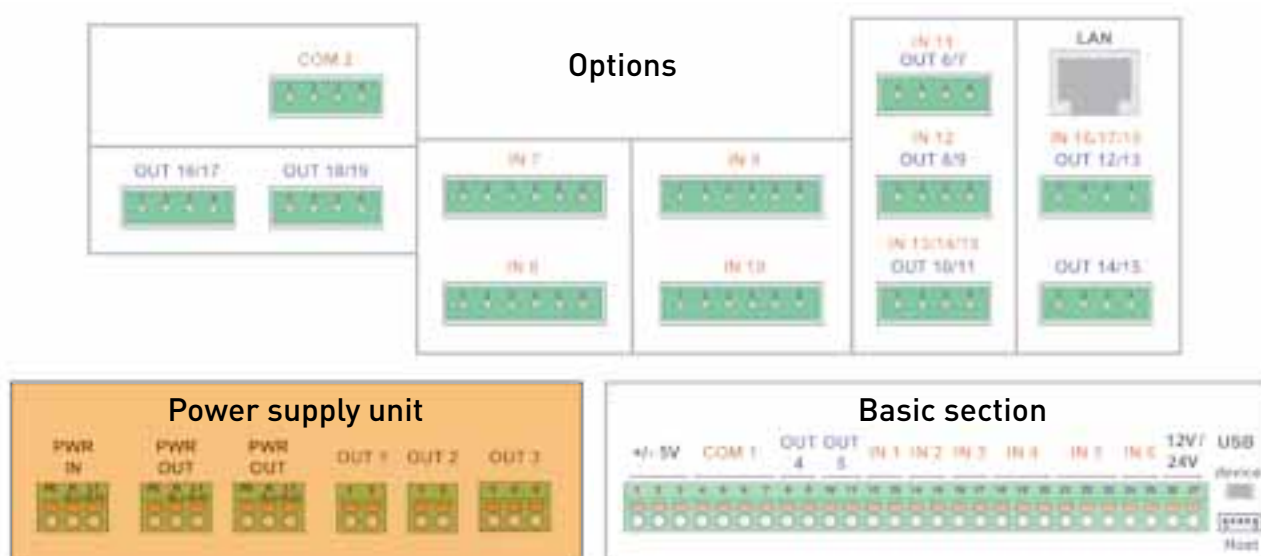 Options
COM 2
OUT 16/17
OUT 18/19
IN 7
IN 8
IN 9
IN 10
IN 11
OUT 6/7
IN 12
OUT 8/9
IN 13/14/15
OUT 10/11
LAN
IN 16/17/18
OUT 12/13
OUT 14/15
Power supply unit
PWR IN
PWR OUT
PWR OUT
OUT 1
OUT 2
OUT 3
Basic section
+/- 5V
COM 1
OUT 4
OUT 5
IN 1
IN 2
IN 3
IN 4
IN 5
IN 6
12V / 24V
USB
device
Host